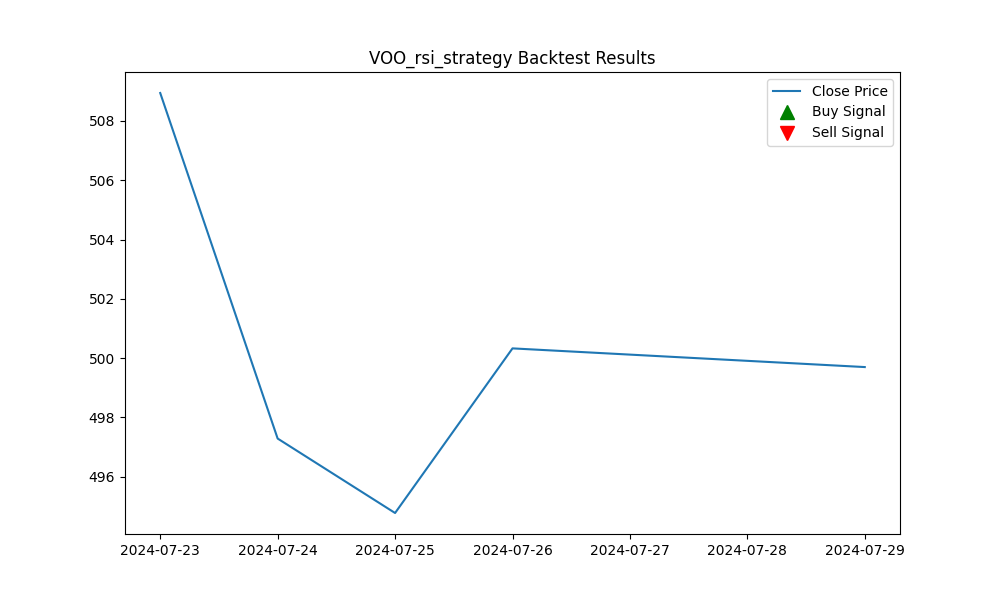 VOO_rsi_strategy Backtest Results
Close Price
Buy Signal
Sell Signal
508
506
504
502
500
498
496
2024-07-23 2024-07-24 2024-07-25 2024-07-26 2024-07-27 2024-07-28 2024-07-29